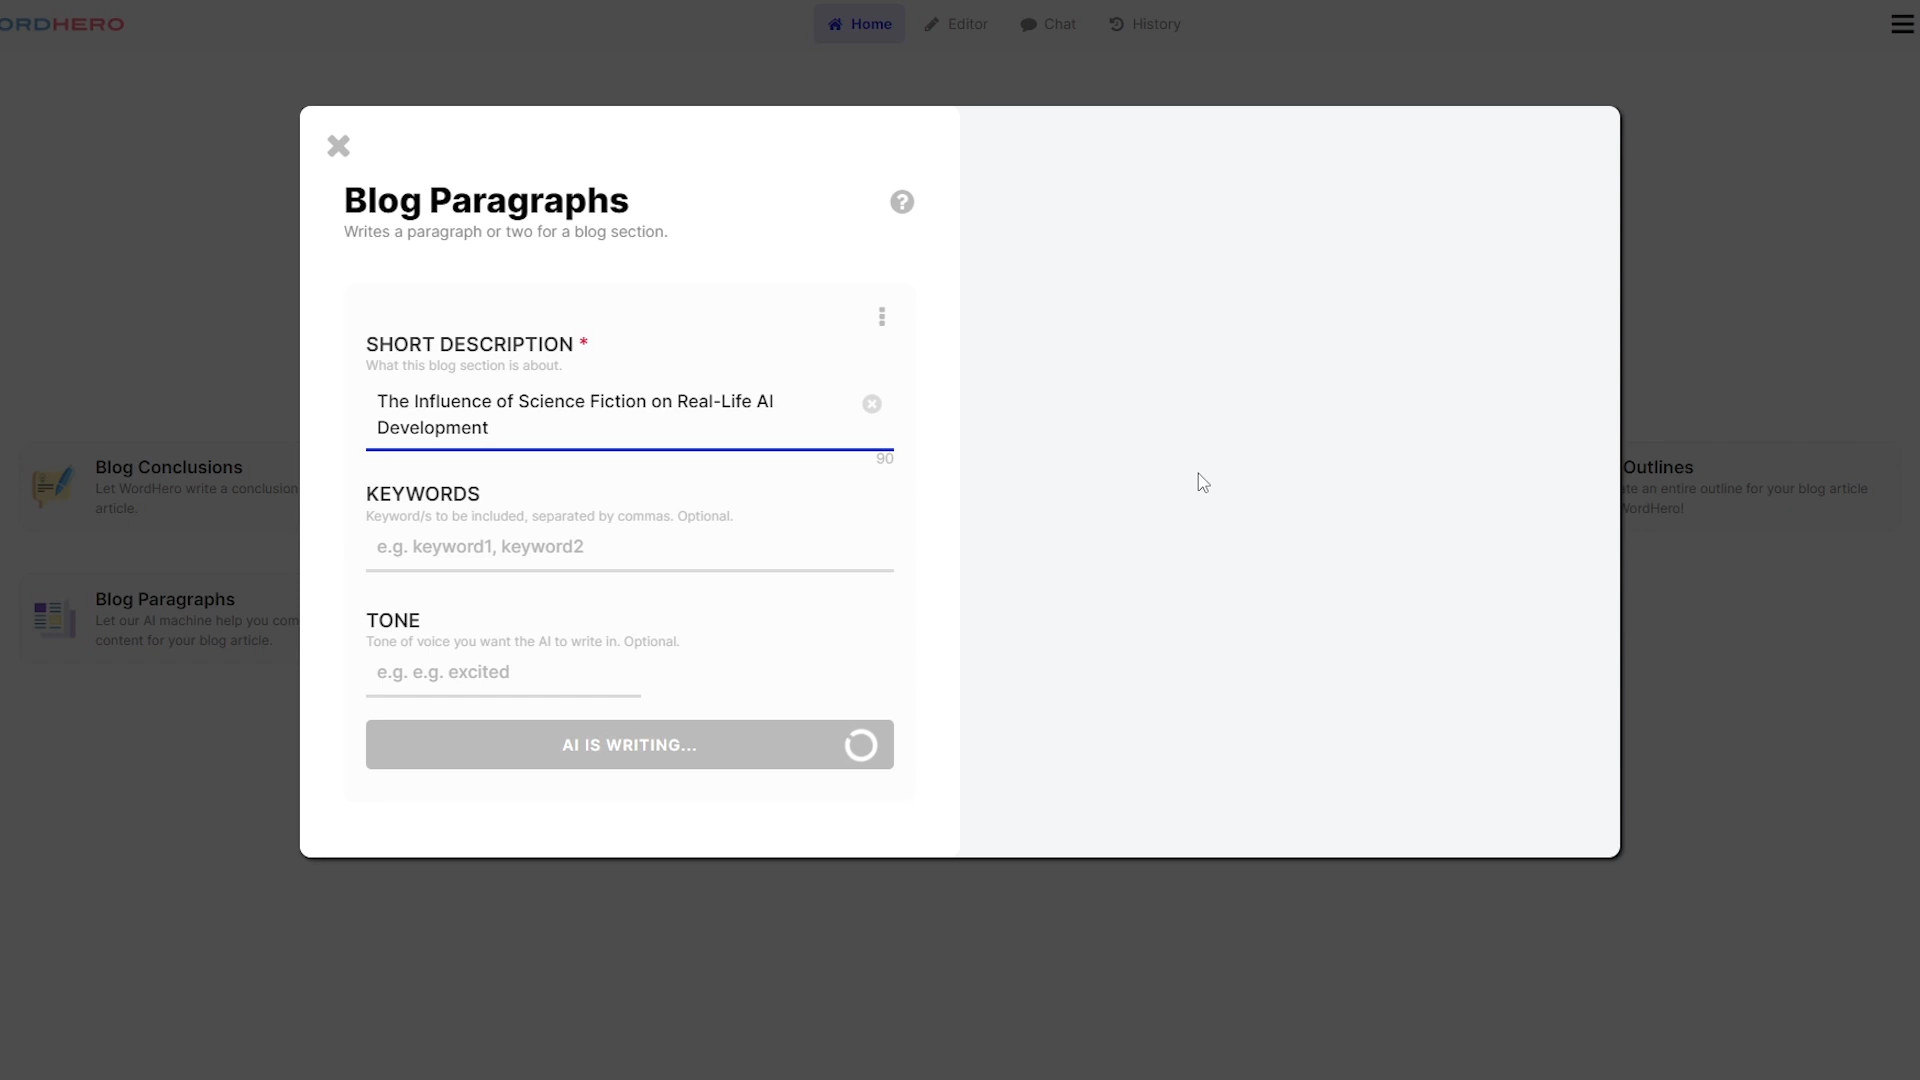 ORDHERO
Home
Editor
Chat
History
Blog Paragraphs
Writes a paragraph or two for a blog section.
SHORT DESCRIPTION *
What this blog section is about.
The Influence of Science Fiction on Real-Life AI
Development
90
KEYWORDS
Keyword/s to be included, separated by commas. Optional.
e.g. keyword1, keyword2
TONE
Tone of voice you want the AI to write in. Optional.
e.g. e.g. excited
AI IS WRITING...
Blog Conclusions
Let WordHero write a conclusion
article.
Blog Paragraphs
Let our AI machine help you com
content for your blog article.
Outlines
ate an entire outline for your blog article
WordHero!